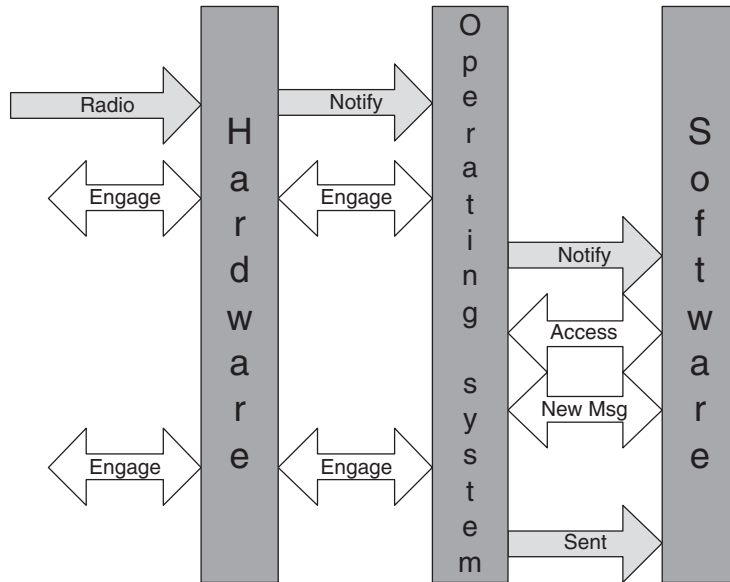 Hardware
Operating system
Software
Radio
Notify
Engage
Engage
Notify
Access
New Msg
Engage
Engage
Sent